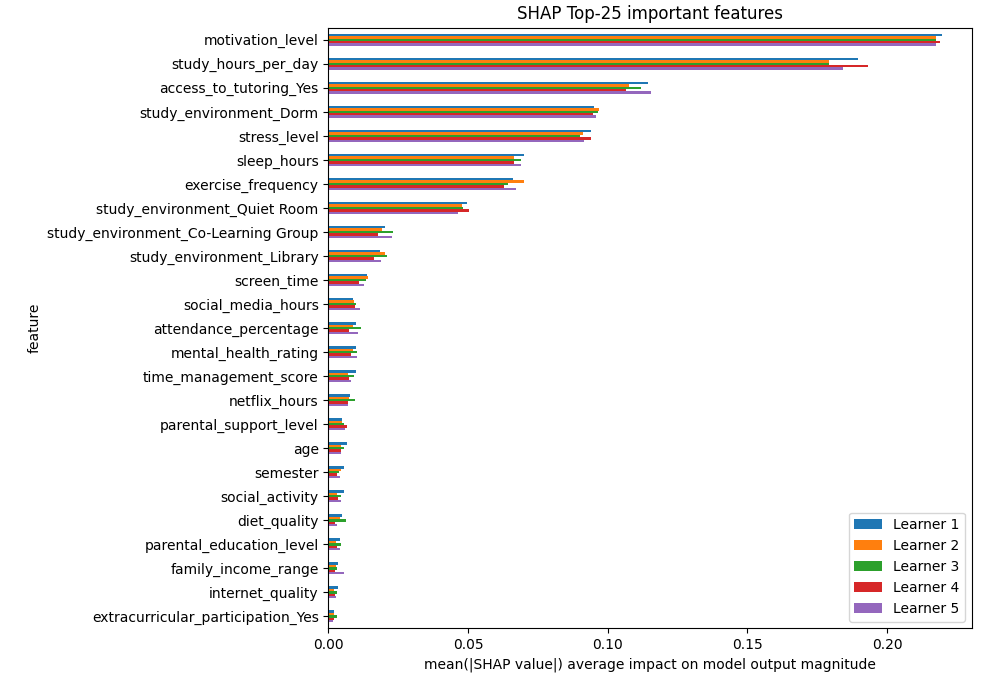 SHAP Top-25 important features
motivation_level
study_hours_per_day
access_to_tutoring_Yes
study_environment_Dorm
stress_level
sleep_hours
exercise_frequency
study_environment_Quiet Room
study_environment_Co-Learning Group
study_environment_Library
screen_time
social_media_hours
attendance_percentage
mental_health_rating
time_management_score
netflix_hours
parental_support_level
age
semester
social_activity
diet_quality
parental_education_level
family_income_range
internet_quality
extracurricular_participation_Yes
feature
Learner 1
Learner 2
Learner 3
Learner 4
Learner 5
0.00 0.05 0.10 0.15 0.20
mean(|SHAP value|) average impact on model output magnitude